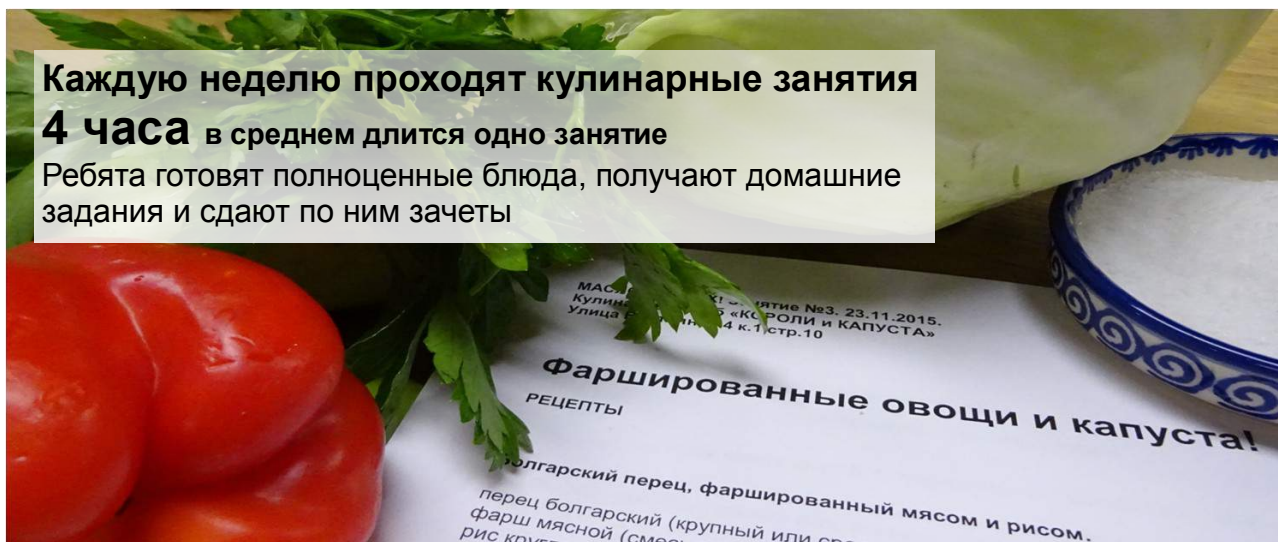 Каждую неделю проходят кулинарные занятия
4 часа в среднем длится одно занятие
Ребята готовят полноценные блюда, получают домашние
задания и сдают по ним зачеты
№3. 23.11.2015.
«КОРОЛИ и КАПУСТА»
Улица к.1,стр.10
Фаршированные овощи и капуста!
РЕЦЕПТЫ
перец, фаршированный мясом и рисом.
перец болгарский (крупный или
фарш мясной
рис